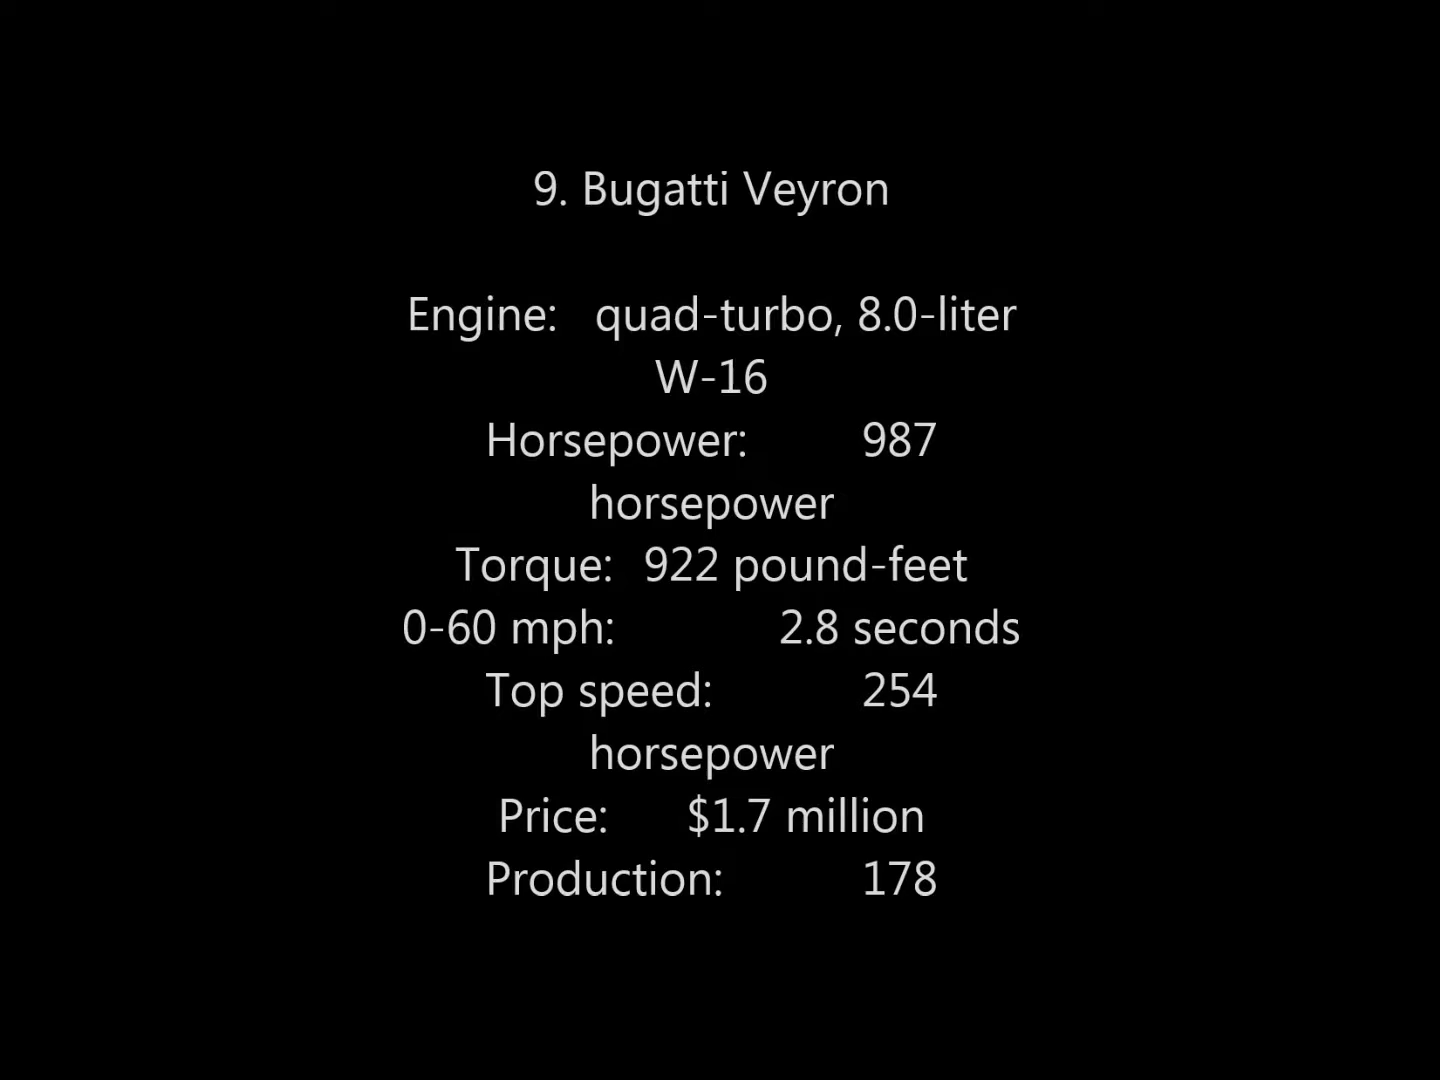 9. Bugatti Veyron
Engine: quad-turbo, 8.0-liter
W-16
Horsepower: 987
horsepower
Torque: 922 pound-feet
0-60 mph: 2.8 seconds
Top speed: 254
horsepower
Price: $1.7 million
Production: 178